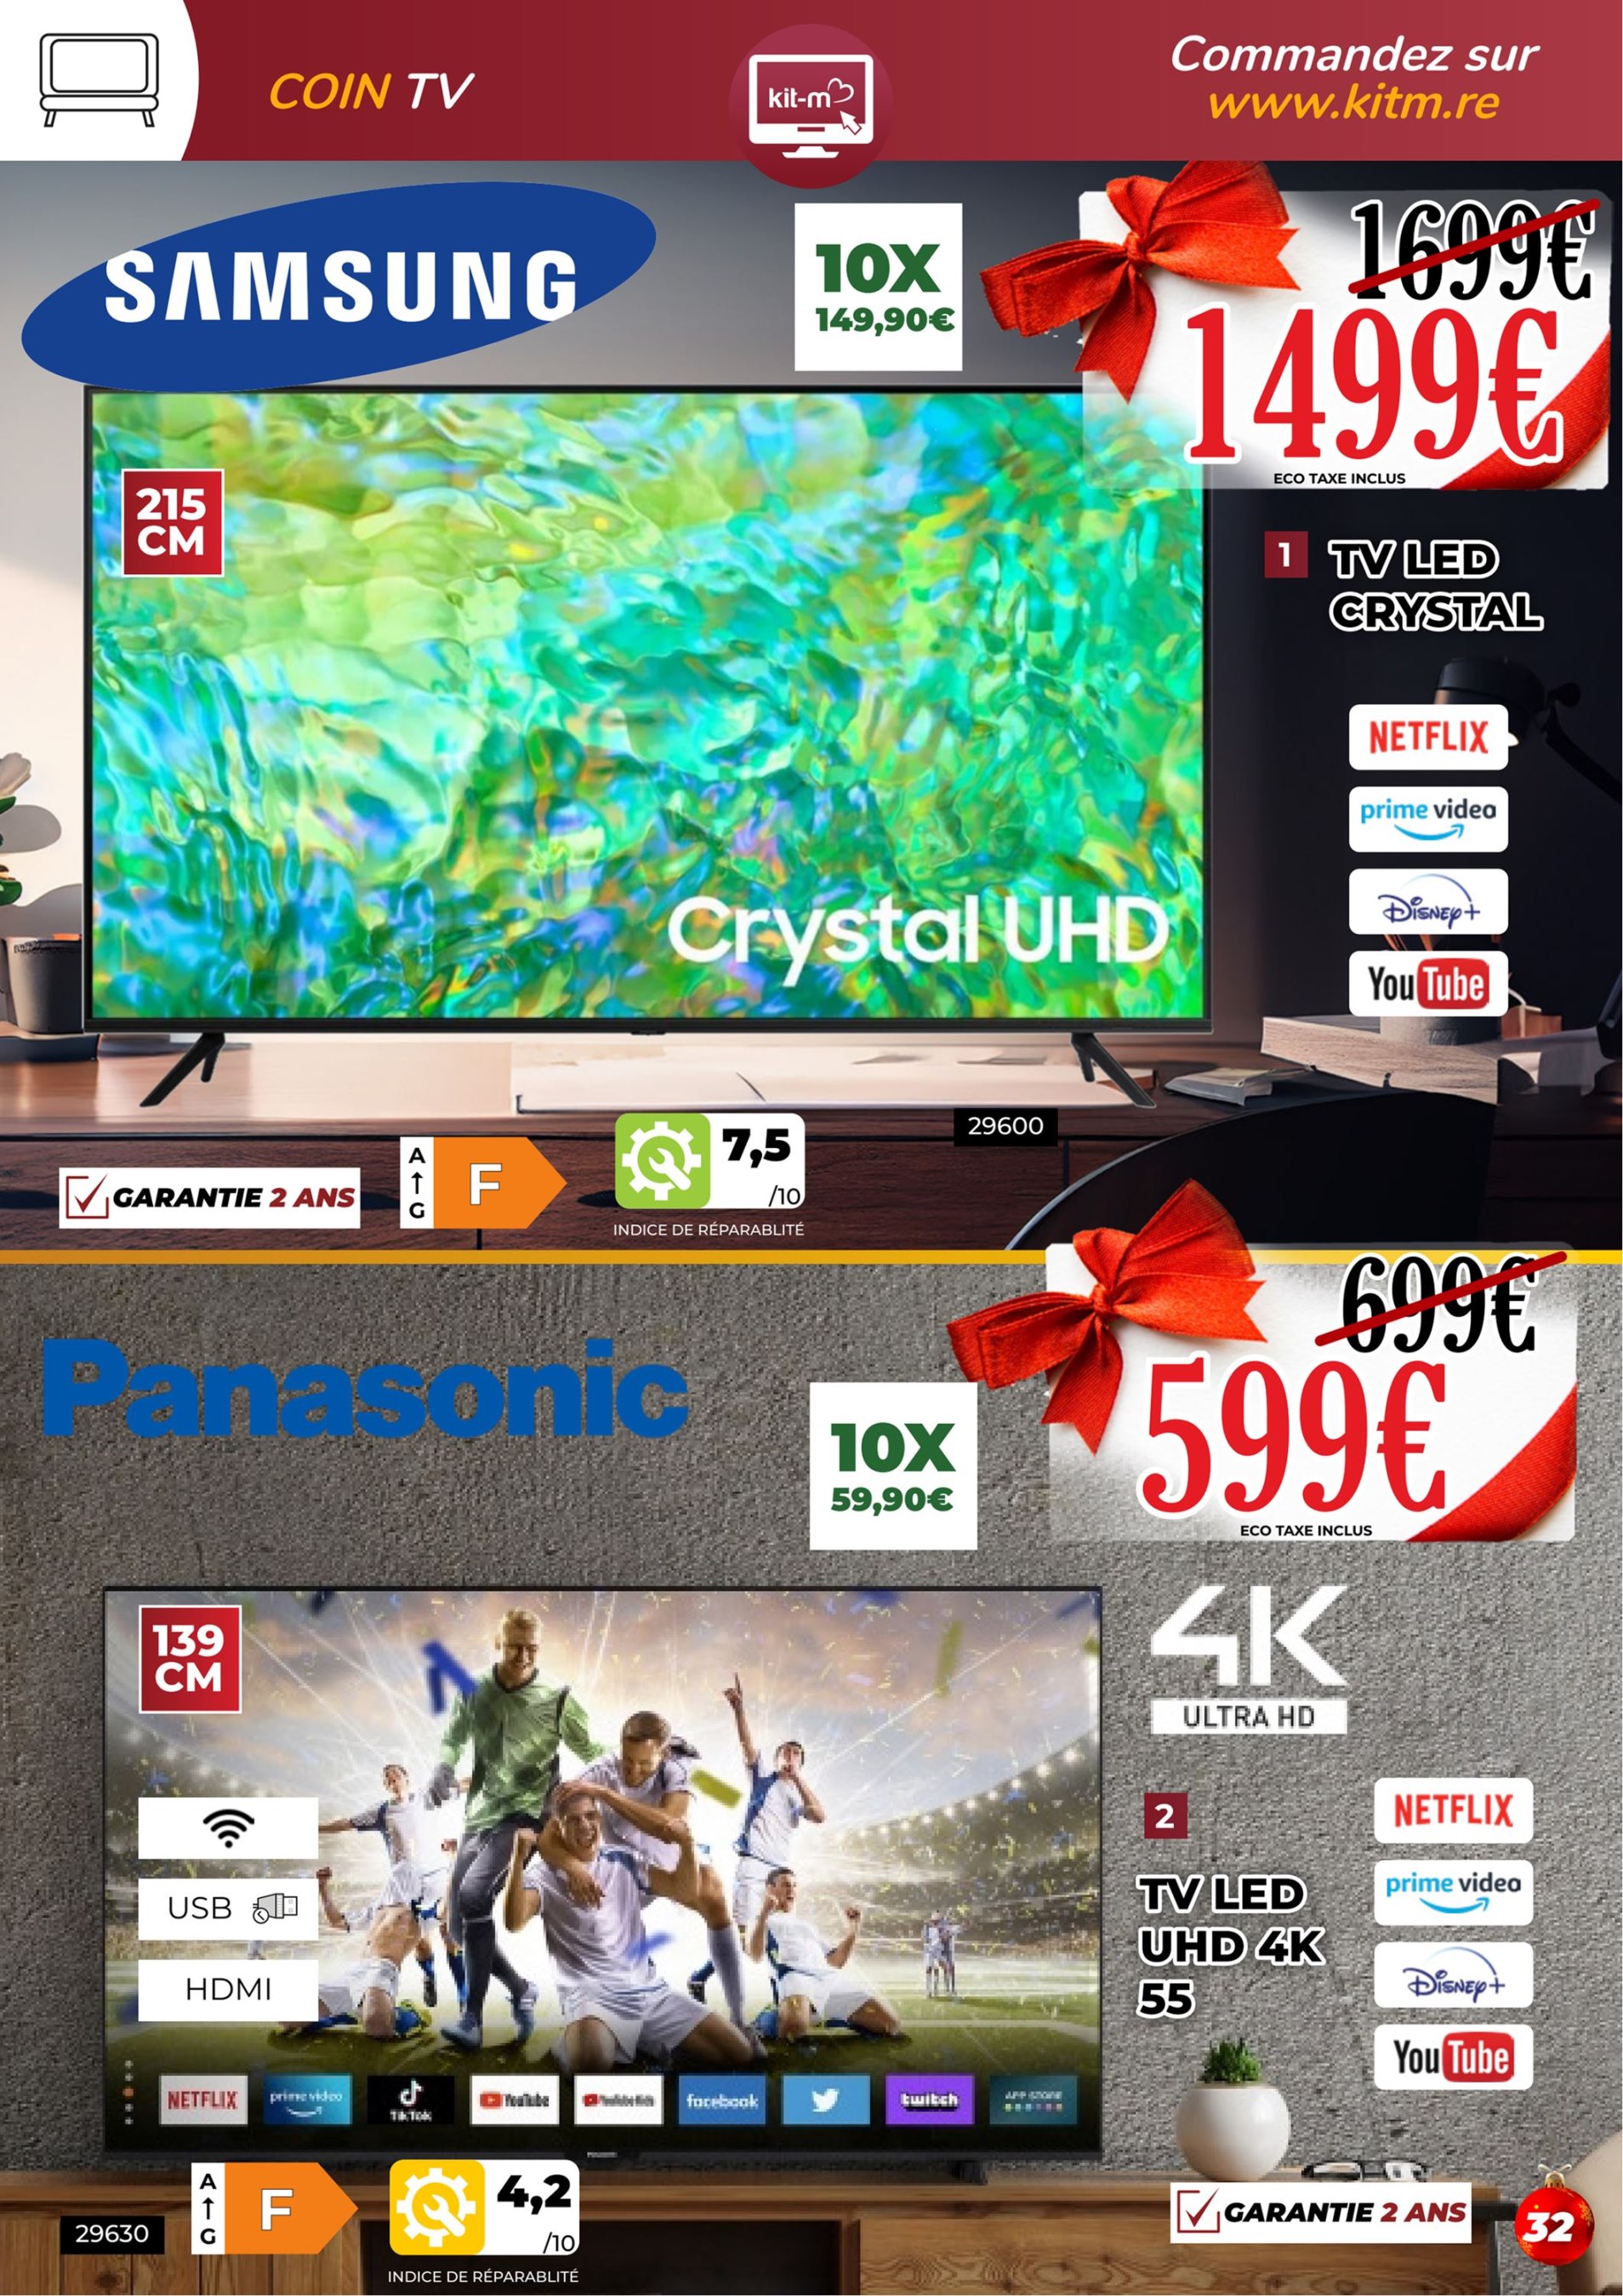 COIN TV
kit-m
Commandez sur
www.kitm.re
SAMSUNG
10X
149,90€
1699€
1499€
ECO TAXE INCLUS
215
CM
1
TV LED
CRYSTAL
NETFLIX
prime video
Disney+
YouTube
Crystal UHD
29600
GARANTIE 2 ANS
A
G
F
7,5
/10
INDICE DE RÉPARABLITÉ
Panasonic
10X
59,90€
699€
599€
ECO TAXE INCLUS
139
CM
4K
ULTRA HD
USB
HDMI
2
TV LED
UHD 4K
55
NETFLIX
prime video
Disney+
YouTube
NETFLIX
prime video
TikTok
YouTube
YouTube Kids
facebook
twitch
APP STORE
29630
A
G
F
4,2
/10
INDICE DE RÉPARABLITÉ
GARANTIE 2 ANS
32